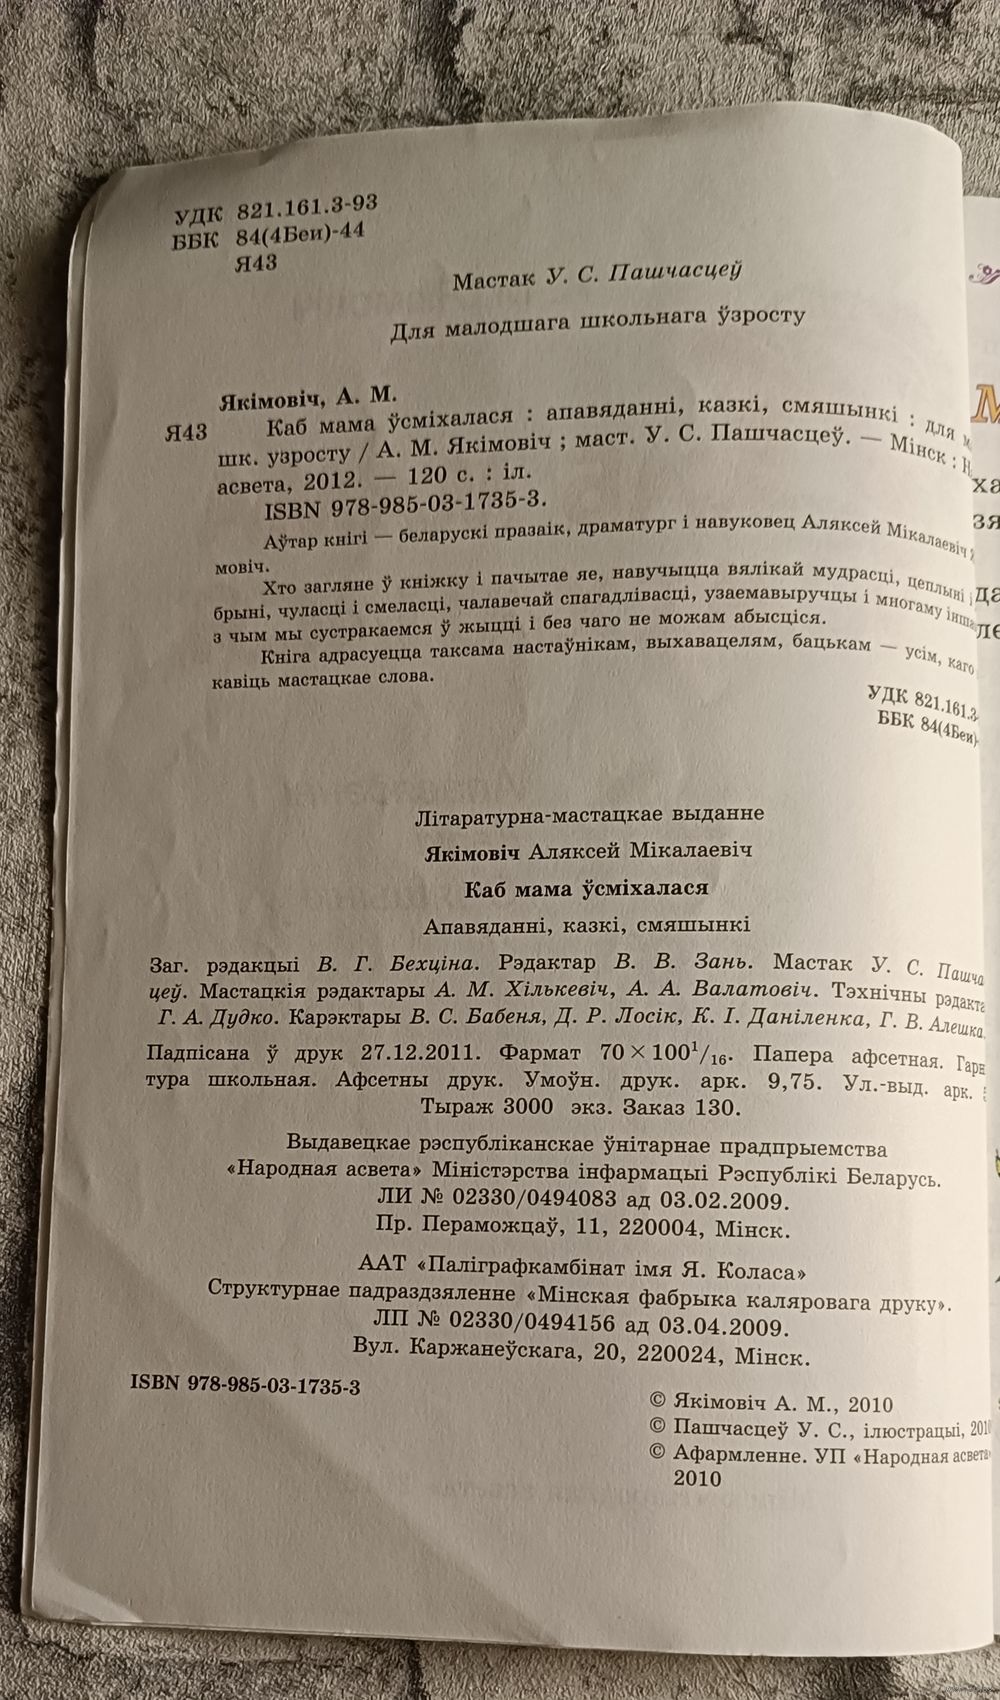 УДК 821.161.3-93
ББК 84(4Беи)-44
Я43
Мастак У. С. Пашчасцеў
Для малодшага школьнага ўзросту
Якімовіч, А. М.
Я43 Каб мама ўсміхалася : апавяданні, казкі, смяшынкі : для
шк. узросту / А. М. Якімовіч ; маст. У. С. Пашчасцеў. — Мінск :
асвета, 2012. — 120 с. : іл.
ISBN 978-985-03-1735-3.
Аўтар кнігі — беларускі празаік, драматург і навуковец Аляксей Мікалаевіч
мовіч.
Хто загляне ў кніжку і пачытае яе, навучыцца вялікай мудрасці, цеплыні
брыні, чуласці і смеласці, чалавечай спагадлівасці, узаемавыручцы і многаму
з чым мы сустракаемся ў жыцці і без чаго не можам абысціся.
Кніга адрасуецца таксама настаўнікам, выхавацелям, бацькам — усім, каго
кавіць мастацкае слова.
УДК 821.161.3-
ББК 84(4Беи)-
Літаратурна-мастацкае выданне
Якімовіч Аляксей Мікалаевіч
Каб мама ўсміхалася
Апавяданні, казкі, смяшынкі
Заг. рэдакцыі В. Г. Бехціна. Рэдактар В. В. Зань. Мастак У. С. Пашча
цеў. Мастацкія рэдактары А. М. Хількевіч, А. А. Валатовіч. Тэхнічны рэдакта
Г. А. Дудко. Карэктары В. С. Бабеня, Д. Р. Лосік, К. І. Даніленка, Г. В. Алешка.
Падпісана ў друк 27.12.2011. Фармат 70 × 100¹/₁₆. Папера афсетная. Гарн
тура школьная. Афсетны друк. Умоўн. друк. арк. 9,75. Ул.-выд. арк.
Тыраж 3000 экз. Заказ 130.
Выдавецкае рэспубліканскае ўнітарнае прадпрыемства
«Народная асвета» Міністэрства інфармацыі Рэспублікі Беларусь.
ЛИ № 02330/0494083 ад 03.02.2009.
Пр. Пераможцаў, 11, 220004, Мінск.
ААТ «Паліграфкамбінат імя Я. Коласа»
Структурнае падраздзяленне «Мінская фабрыка каляровага друку».
ЛП № 02330/0494156 ад 03.04.2009.
Вул. Каржанеўскага, 20, 220024, Мінск.
ISBN 978-985-03-1735-3
© Якімовіч А. М., 2010
© Пашчасцеў У. С., ілюстрацыі, 2010
© Афармленне. УП «Народная асвета»
2010
М
ха
зя
да
ле